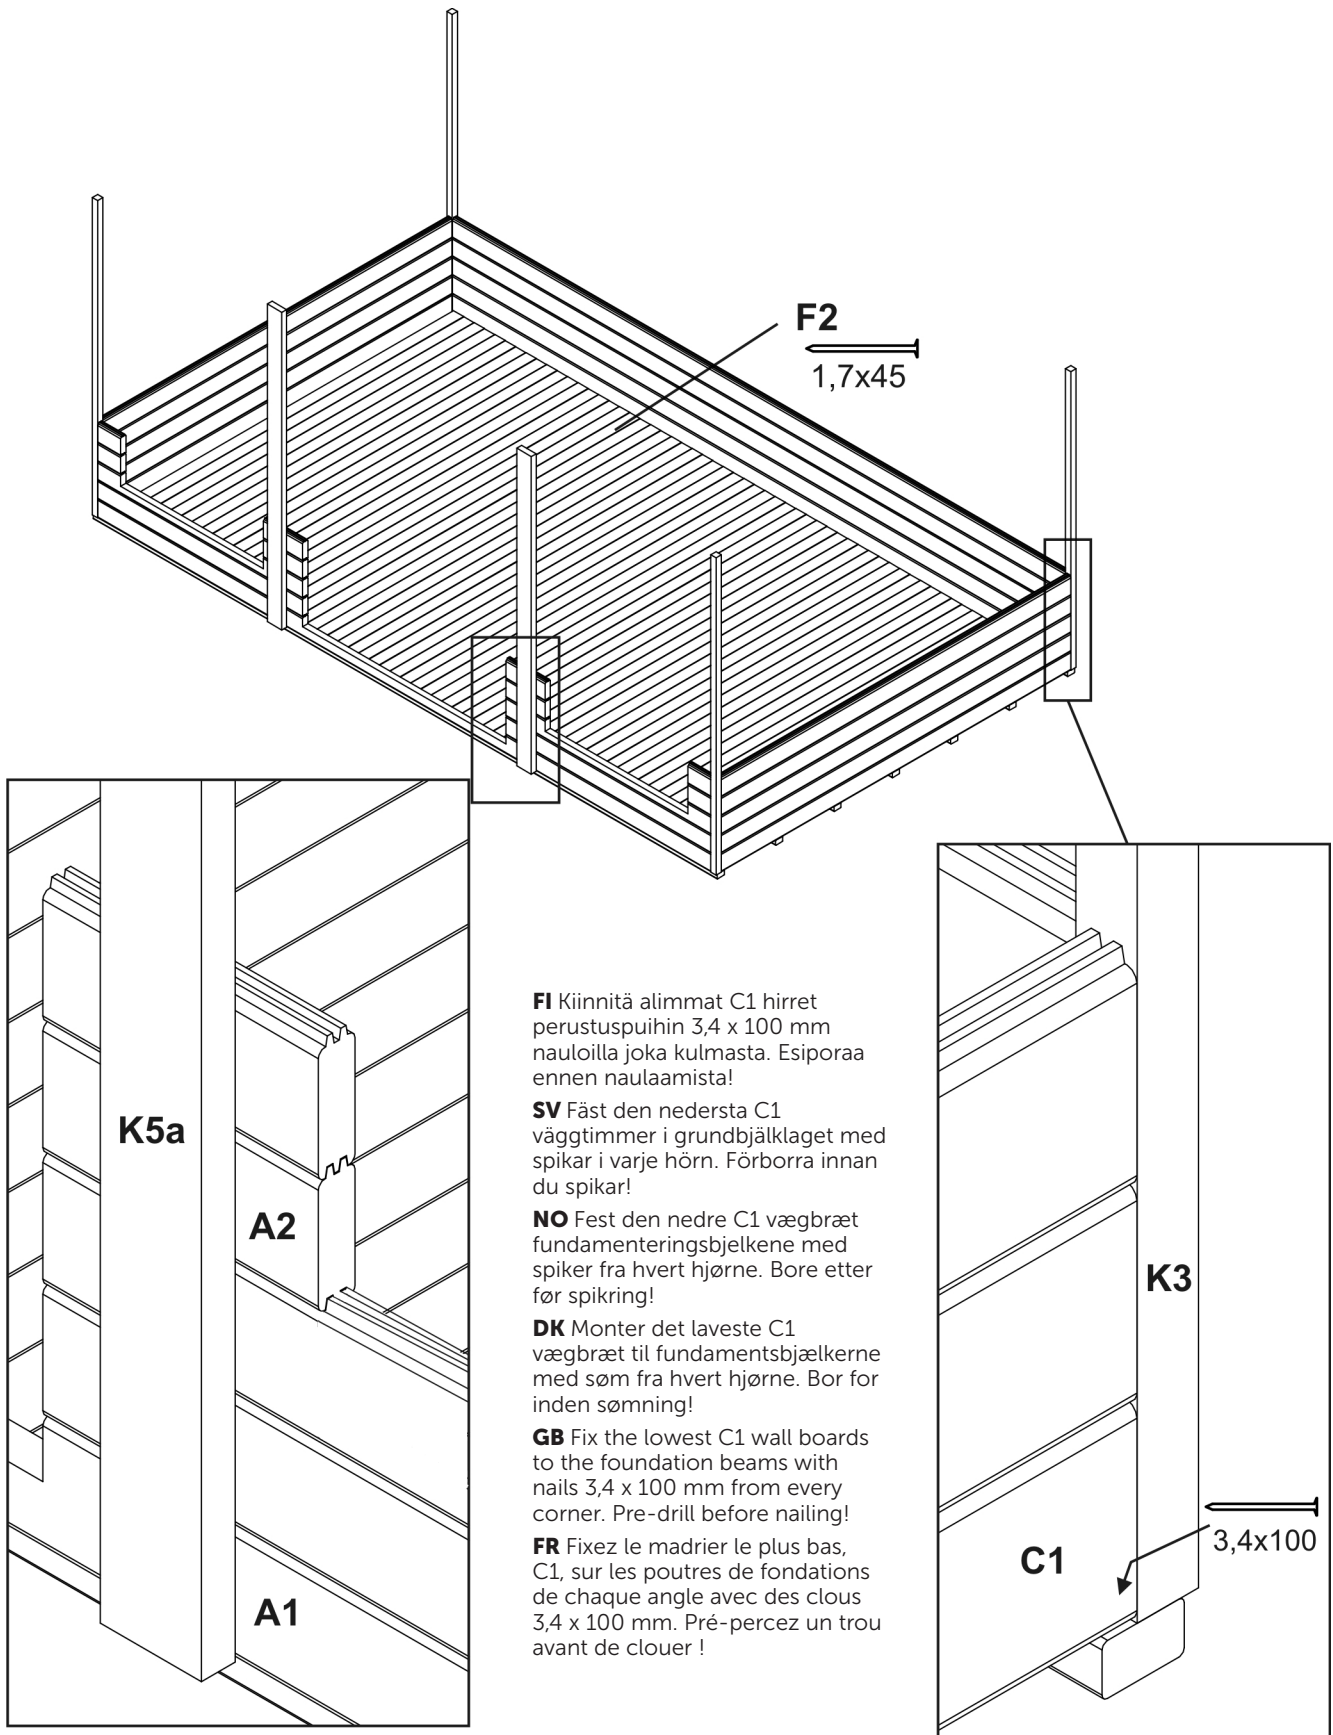 F2
1,7x45
K5a
A2
A1
FI Kiinnitä alimmat C1 hirret
perustuspuihin 3,4 x 100 mm
nauloilla joka kulmasta. Esiporaa
ennen naulaamista!
SV Fäst den nedersta C1
väggtimmer i grundbjälklaget med
spikar i varje hörn. Förborra innan
du spikar!
NO Fest den nedre C1 vægbræt
fundamenteringsbjelkene med
spiker fra hvert hjørne. Bore etter
før spikring!
DK Monter det laveste C1
vægbræt til fundamentsbjælkerne
med søm fra hvert hjørne. Bor for
inden sømning!
GB Fix the lowest C1 wall boards
to the foundation beams with
nails 3,4 x 100 mm from every
corner. Pre-drill before nailing!
FR Fixez le madrier le plus bas,
C1, sur les poutres de fondations
de chaque angle avec des clous
3,4 x 100 mm. Pré-percez un trou
avant de clouer !
K3
C1
3,4x100